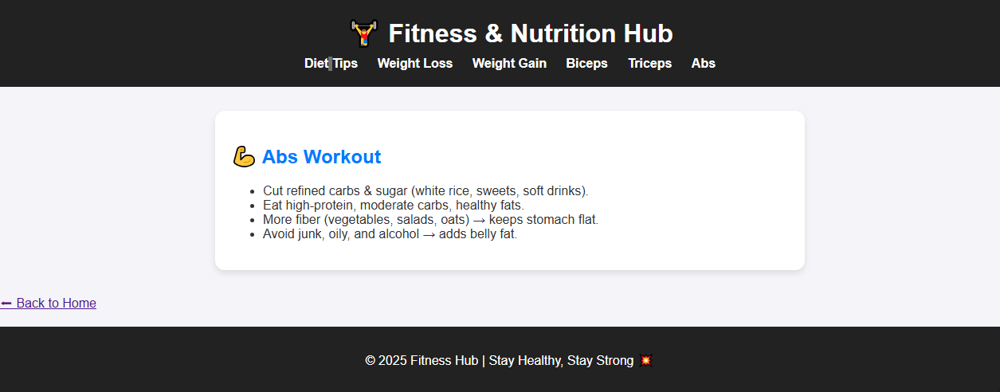 🏋️ Fitness & Nutrition Hub
Diet Tips Weight Loss Weight Gain Biceps Triceps Abs
💪 Abs Workout
• Cut refined carbs & sugar (white rice, sweets, soft drinks).
• Eat high-protein, moderate carbs, healthy fats.
• More fiber (vegetables, salads, oats) → keeps stomach flat.
• Avoid junk, oily, and alcohol → adds belly fat.
⬅ Back to Home
© 2025 Fitness Hub | Stay Healthy, Stay Strong 💥